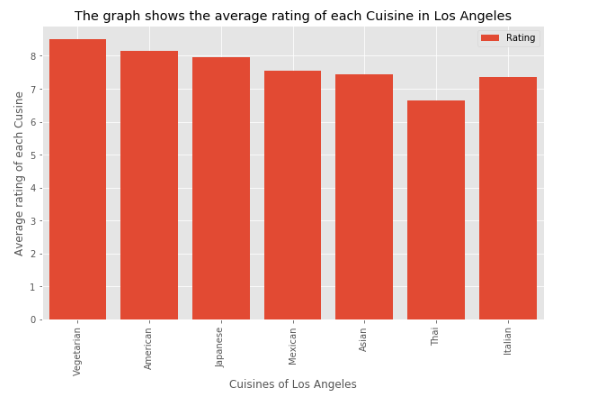 The graph shows the average rating of each Cuisine in Los Angeles
Rating
8
7
6
5
4
3
2
1
0
Average rating of each Cusine
Vegetarian
American
Japanese
Mexican
Asian
Thai
Italian
Cuisines of Los Angeles